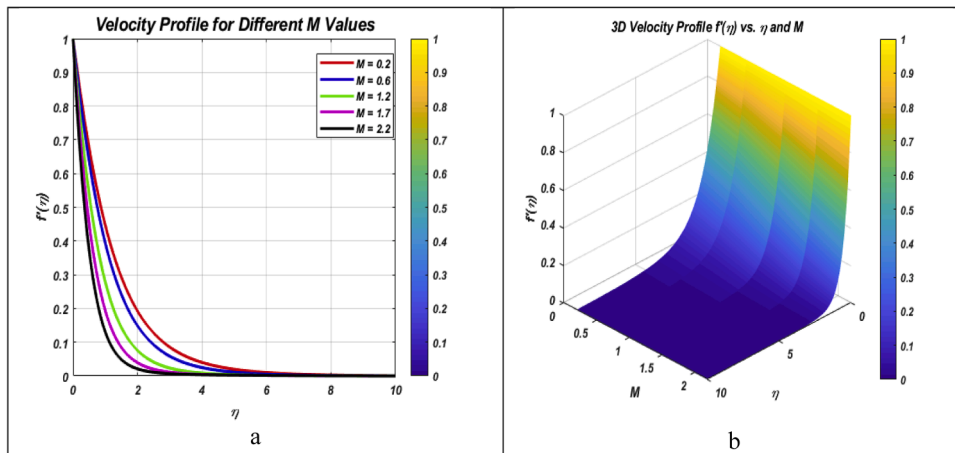 Velocity Profile for Different M Values
f'(η)
1
0.9
0.8
0.7
0.6
0.5
0.4
0.3
0.2
0.1
0
0 2 4 6 8 10
η
M = 0.2
M = 0.6
M = 1.2
M = 1.7
M = 2.2
1
0.9
0.8
0.7
0.6
0.5
0.4
0.3
0.2
0.1
0
a
3D Velocity Profile f'(η) vs. η and M
f'(η)
1
0.8
0.6
0.4
0.2
0
0 0.5 1 1.5 2
M
10 5 0
η
1
0.9
0.8
0.7
0.6
0.5
0.4
0.3
0.2
0.1
0
b